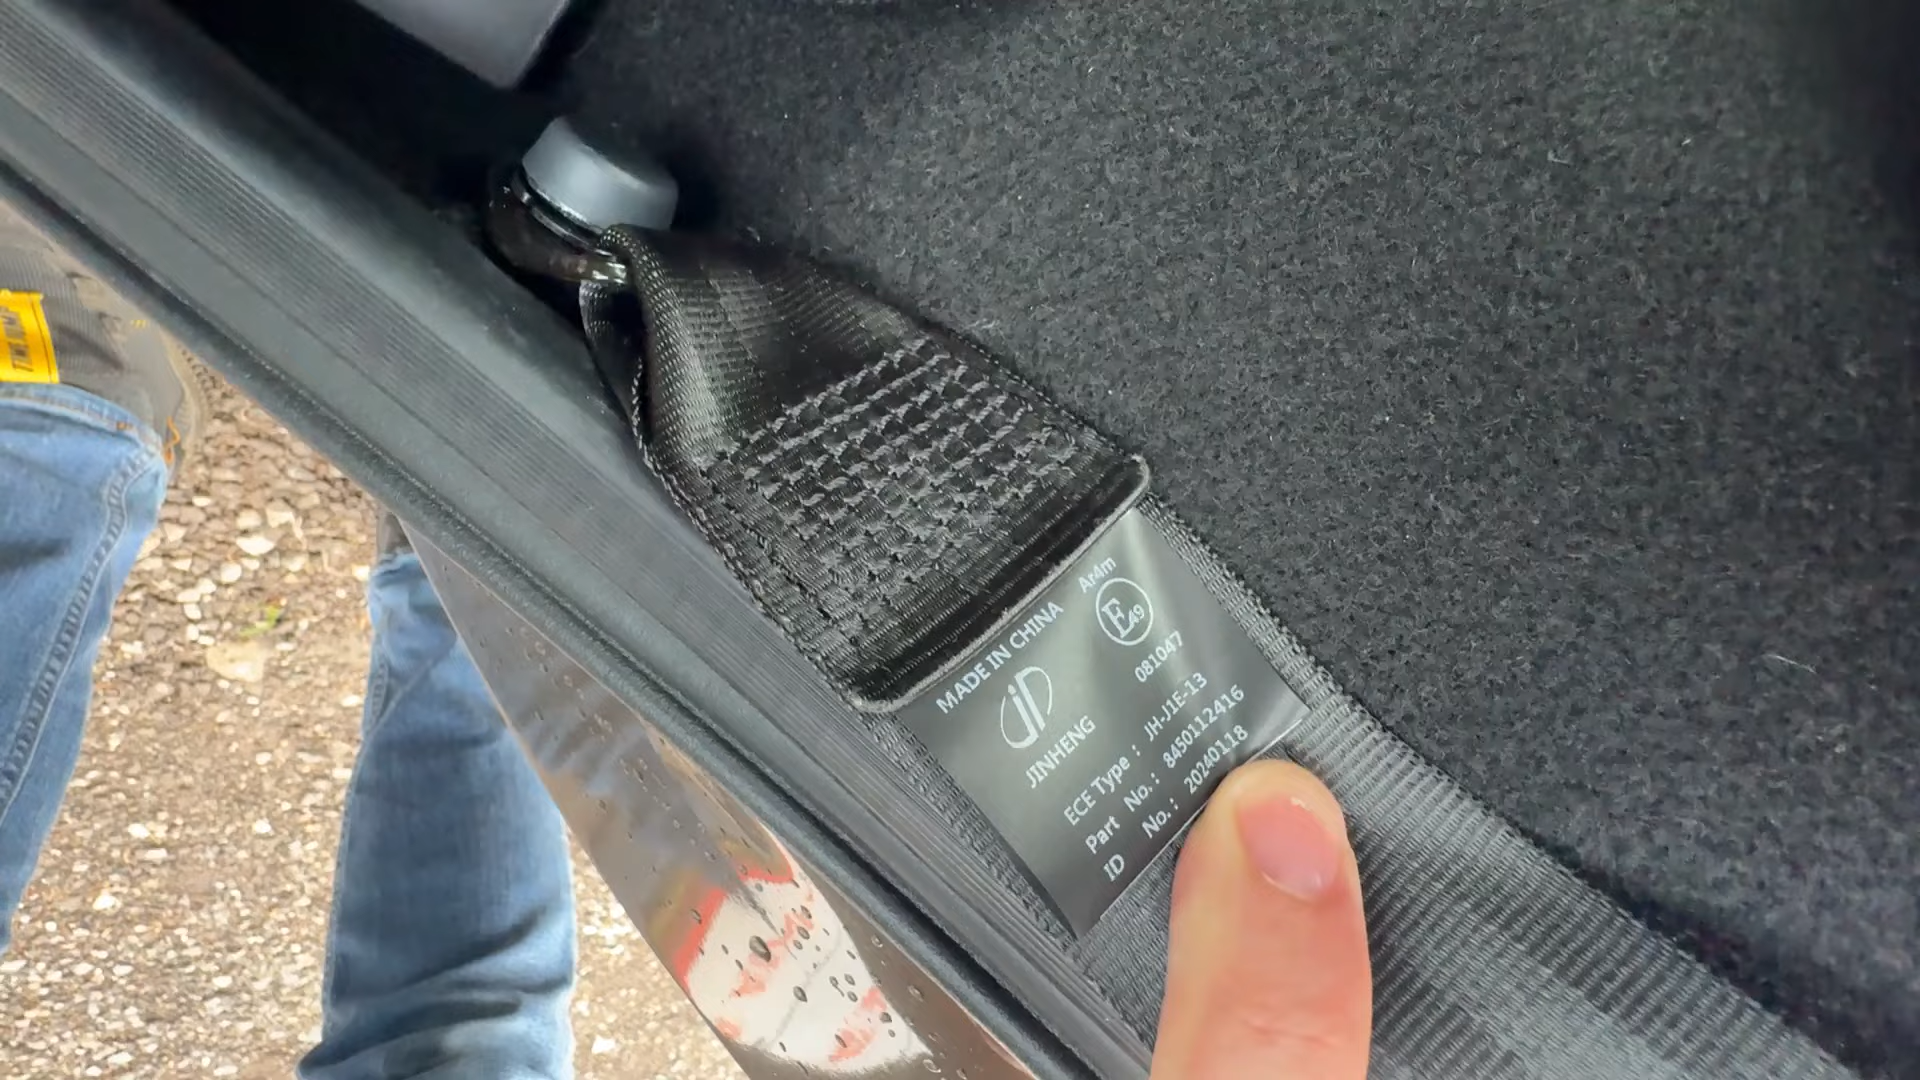 MADE IN CHINA
Ar4m
E49
JINHENG
081047
ECE Type : JH-J1E-13
Part No. : 8450112416
ID No. : 20240118